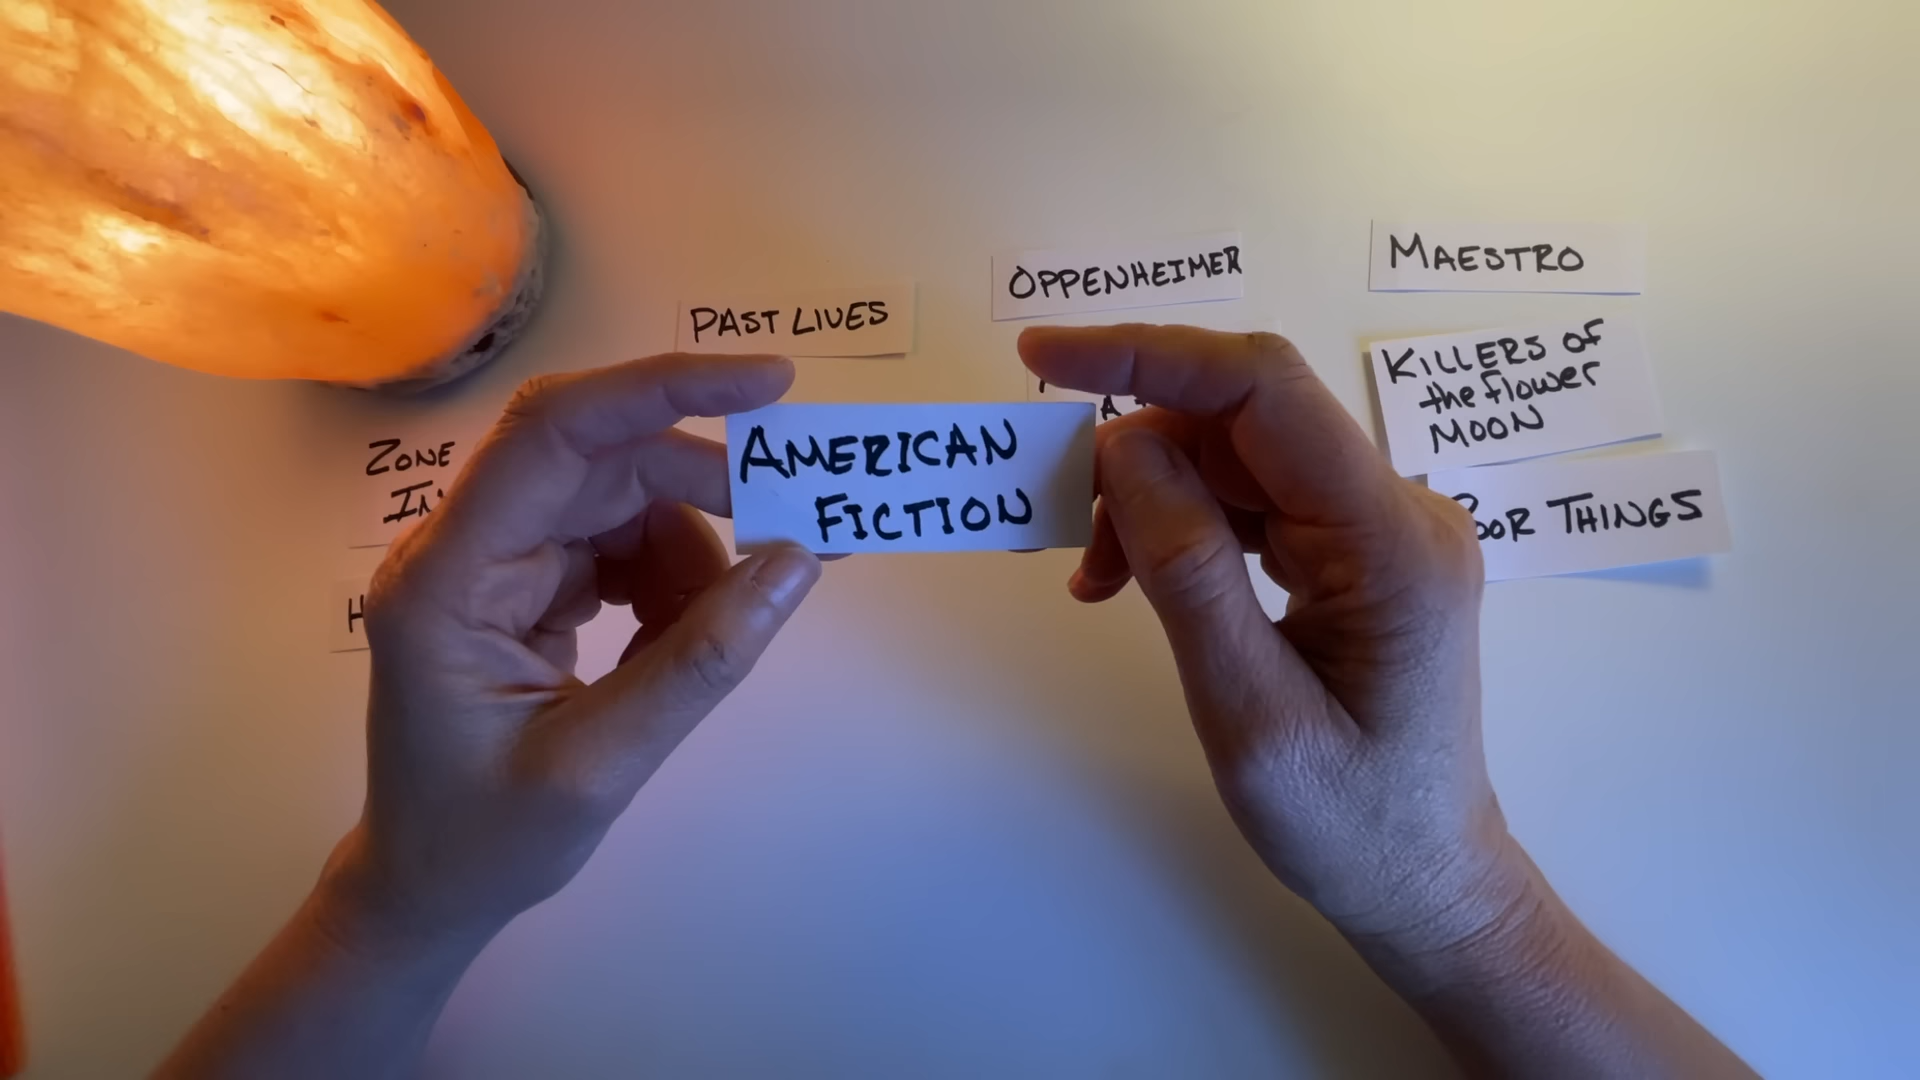 PAST LIVES
OPPENHEIMER
MAESTRO
KILLERS OF
the flower
MOON
ZONE
AMERICAN
FICTION
THINGS